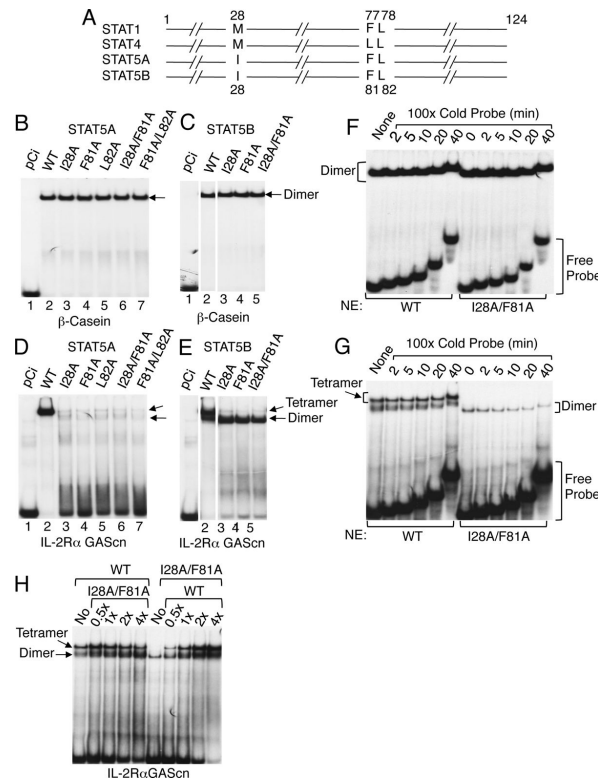 A
1 28 77 78 124
STAT1 M F L
STAT4 M L L
STAT5A I F L
STAT5B I F L
28 81 82
B
STAT5A
pCi WT I28A F81A L82A I28A/F81A F81A/L82A
1 2 3 4 5 6 7
β-Casein
C
STAT5B
WT I28A F81A I28A/F81A
Dimer
1 2 3 4 5
β-Casein
D
STAT5A
pCi WT I28A F81A L82A I28A/F81A F81A/L82A
1 2 3 4 5 6 7
IL-2Rα GAScn
E
STAT5B
pCi WT I28A F81A I28A/F81A
Tetramer
Dimer
1 2 3 4 5
IL-2Rα GAScn
F
100x Cold Probe (min)
None 2 5 10 20 40 0 2 5 10 20 40
Dimer
Free
Probe
NE: WT I28A/F81A
G
100x Cold Probe (min)
None 2 5 10 20 40 0 2 5 10 20 40
Tetramer
Dimer
Free
Probe
NE: WT I28A/F81A
H
WT I28A/F81A
I28A/F81A WT
No 0.5x 1x 2x 4x No 0.5x 1x 2x 4x
Tetramer
Dimer
IL-2RαGAScn